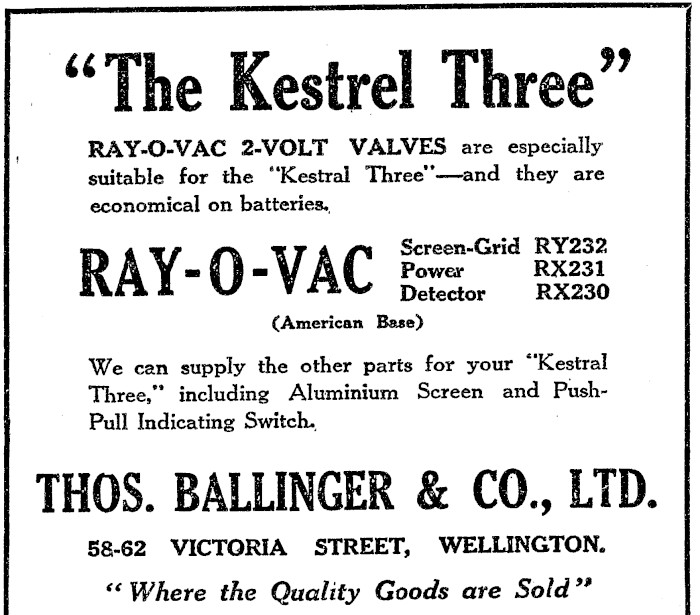 “The Kestrel Three”
RAY-O-VAC 2-VOLT VALVES are especially
suitable for the "Kestral Three"—and they are
economical on batteries.
RAY-O-VAC
Screen-Grid RY232
Power RX231
Detector RX230
(American Base)
We can supply the other parts for your "Kestral
Three," including Aluminium Screen and Push-
Pull Indicating Switch.
THOS. BALLINGER & CO., LTD.
58-62 VICTORIA STREET, WELLINGTON.
"Where the Quality Goods are Sold"